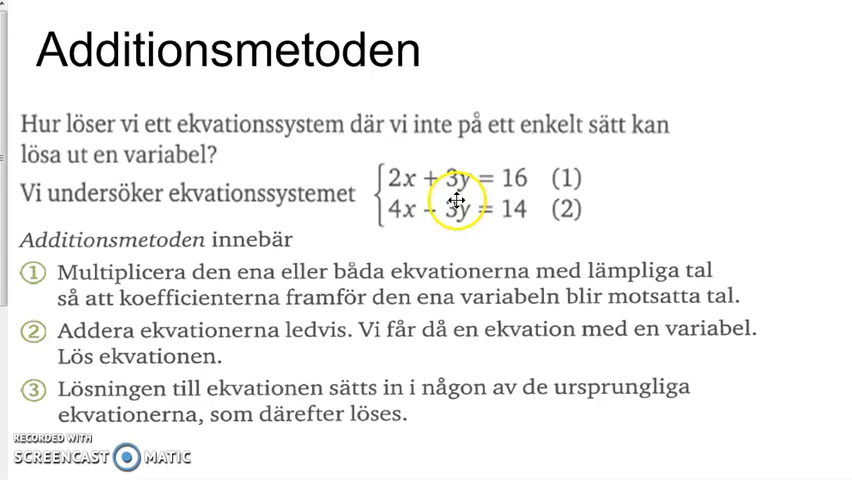 Additionsmetoden
Hur löser vi ett ekvationssystem där vi inte på ett enkelt sätt kan
lösa ut en variabel?
Vi undersöker ekvationssystemet
2x + 3y = 16 (1)
4x − 3y = 14 (2)
Additionsmetoden innebär
1 Multiplicera den ena eller båda ekvationerna med lämpliga tal
så att koefficienterna framför den ena variabeln blir motsatta tal.
2 Addera ekvationerna ledvis. Vi får då en ekvation med en variabel.
Lös ekvationen.
3 Lösningen till ekvationen sätts in i någon av de ursprungliga
ekvationerna, som därefter löses.
RECORDED WITH
SCREENCAST MATIC